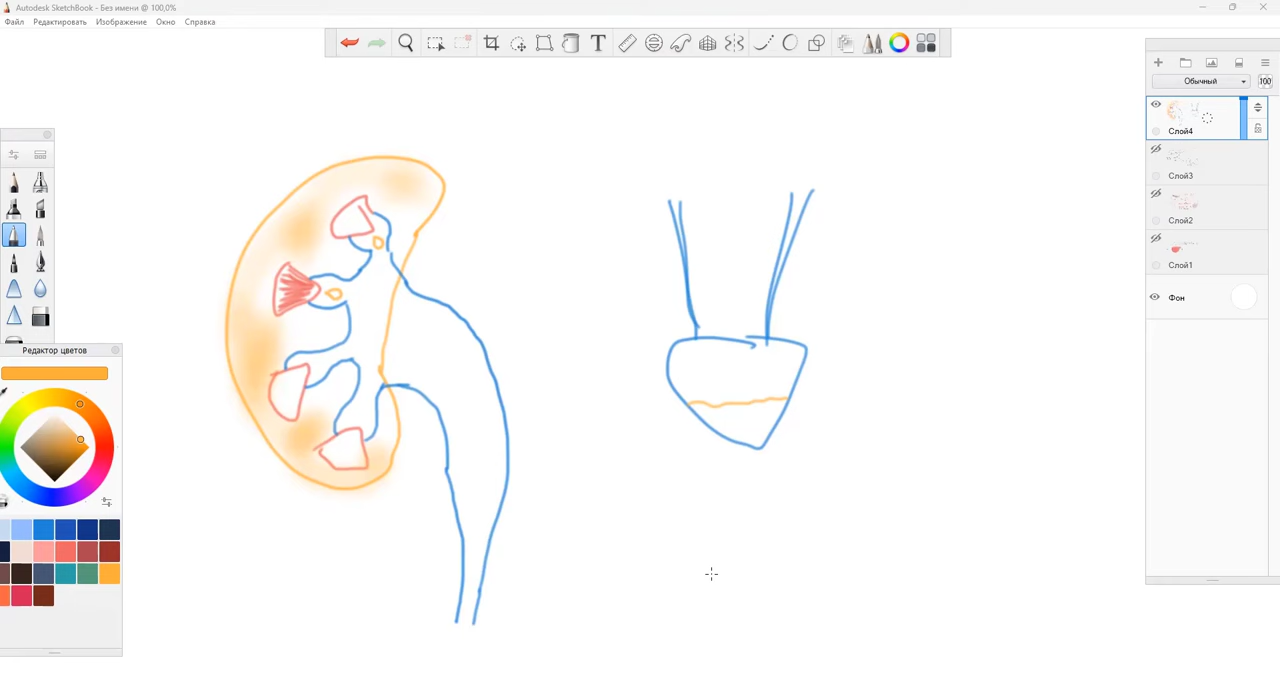 Autodesk SketchBook - Без имени @ 100,0%
Файл Редактировать Изображение Окно Справка
T
Обычный
100
Слой4
Слой3
Слой2
Слой1
Фон
Редактор цветов